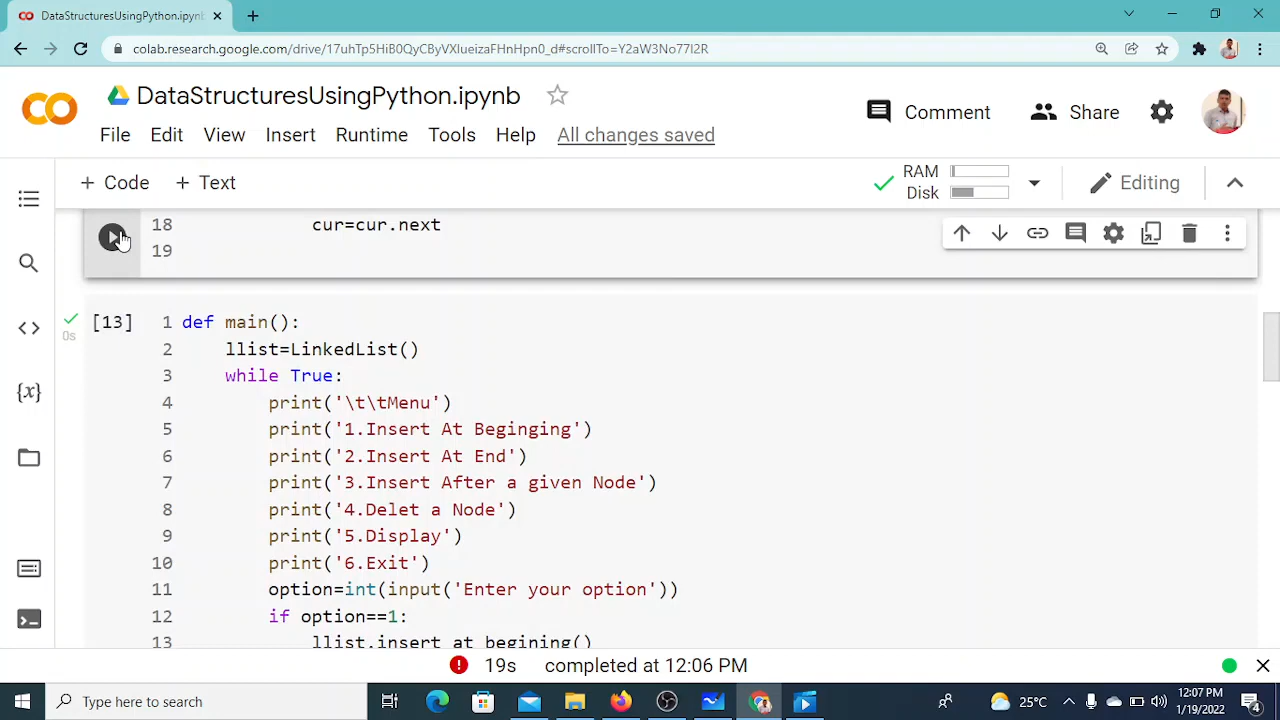 DataStructuresUsingPython.ipynb
colab.research.google.com/drive/17uhTp5HiB0QyCByVXIueizaFHnHpn0_d#scrollTo=Y2aW3No77I2R
DataStructuresUsingPython.ipynb
Comment
Share
File Edit View Insert Runtime Tools Help All changes saved
+ Code + Text
RAM
Disk
Editing
18 cur=cur.next
19
[13]
0s
1 def main():
2 llist=LinkedList()
3 while True:
4 print('\t\tMenu')
5 print('1.Insert At Beginging')
6 print('2.Insert At End')
7 print('3.Insert After a given Node')
8 print('4.Delet a Node')
9 print('5.Display')
10 print('6.Exit')
11 option=int(input('Enter your option'))
12 if option==1:
13 llist.insert_at_begining()
19s completed at 12:06 PM
Type here to search
25°C
12:07 PM
1/19/2022
4